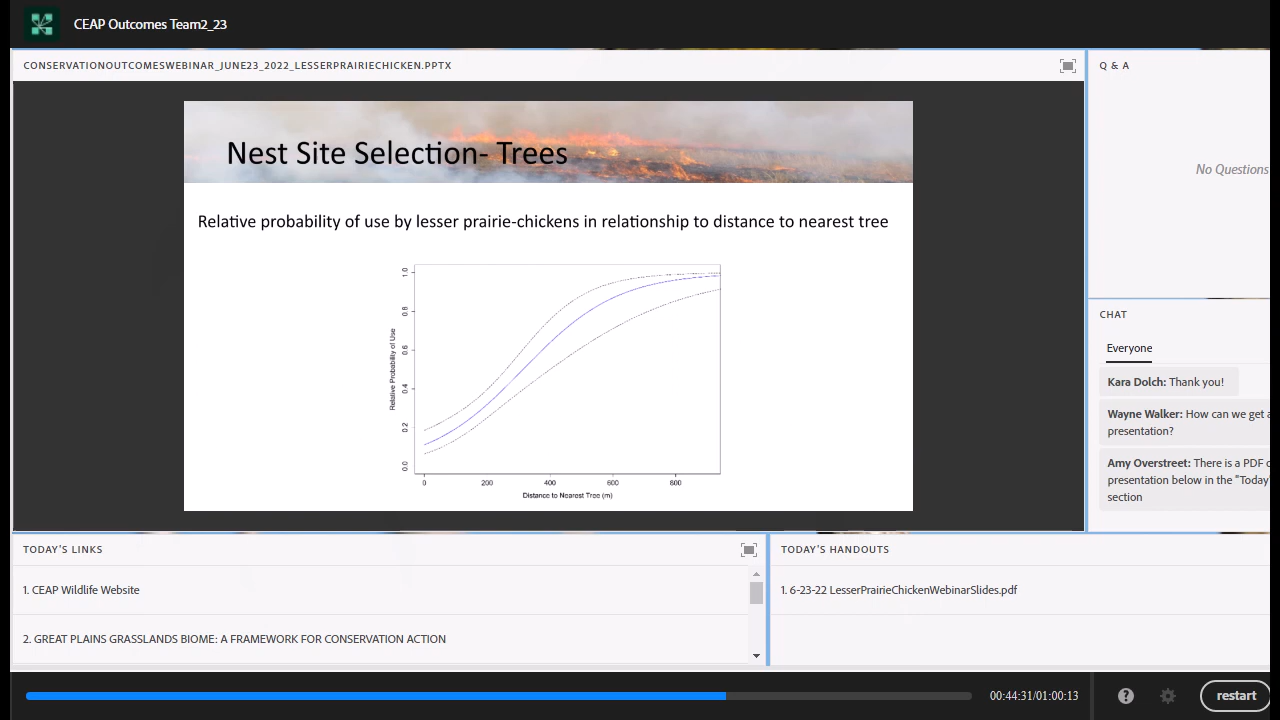 CEAP Outcomes Team2_23
CONSERVATIONOUTCOMESWEBINAR_JUNE23_2022_LESSERPRAIRIECHICKEN.PPTX
Nest Site Selection- Trees
Relative probability of use by lesser prairie-chickens in relationship to distance to nearest tree
Relative Probability of Use
1.0
0.8
0.6
0.4
0.2
0.0
0 200 400 600 800
Distance to Nearest Tree (m)
Q & A
No Questions
CHAT
Everyone
Kara Dolch: Thank you!
Wayne Walker: How can we get a
presentation?
Amy Overstreet: There is a PDF
presentation below in the "Today
section
TODAY'S LINKS
1. CEAP Wildlife Website
2. GREAT PLAINS GRASSLANDS BIOME: A FRAMEWORK FOR CONSERVATION ACTION
TODAY'S HANDOUTS
1. 6-23-22 LesserPrairieChickenWebinarSlides.pdf
00:44:31/01:00:13
?
restart